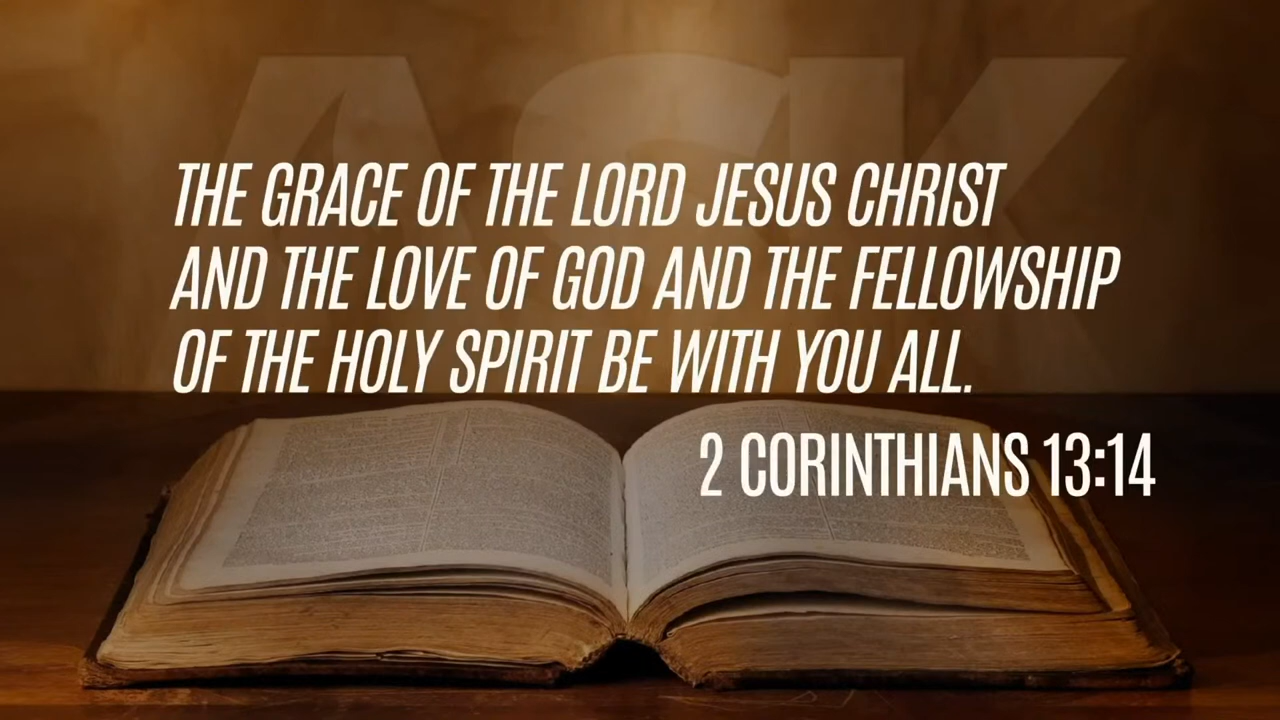 ASK
THE GRACE OF THE LORD JESUS CHRIST
AND THE LOVE OF GOD AND THE FELLOWSHIP
OF THE HOLY SPIRIT BE WITH YOU ALL.
2 CORINTHIANS 13:14